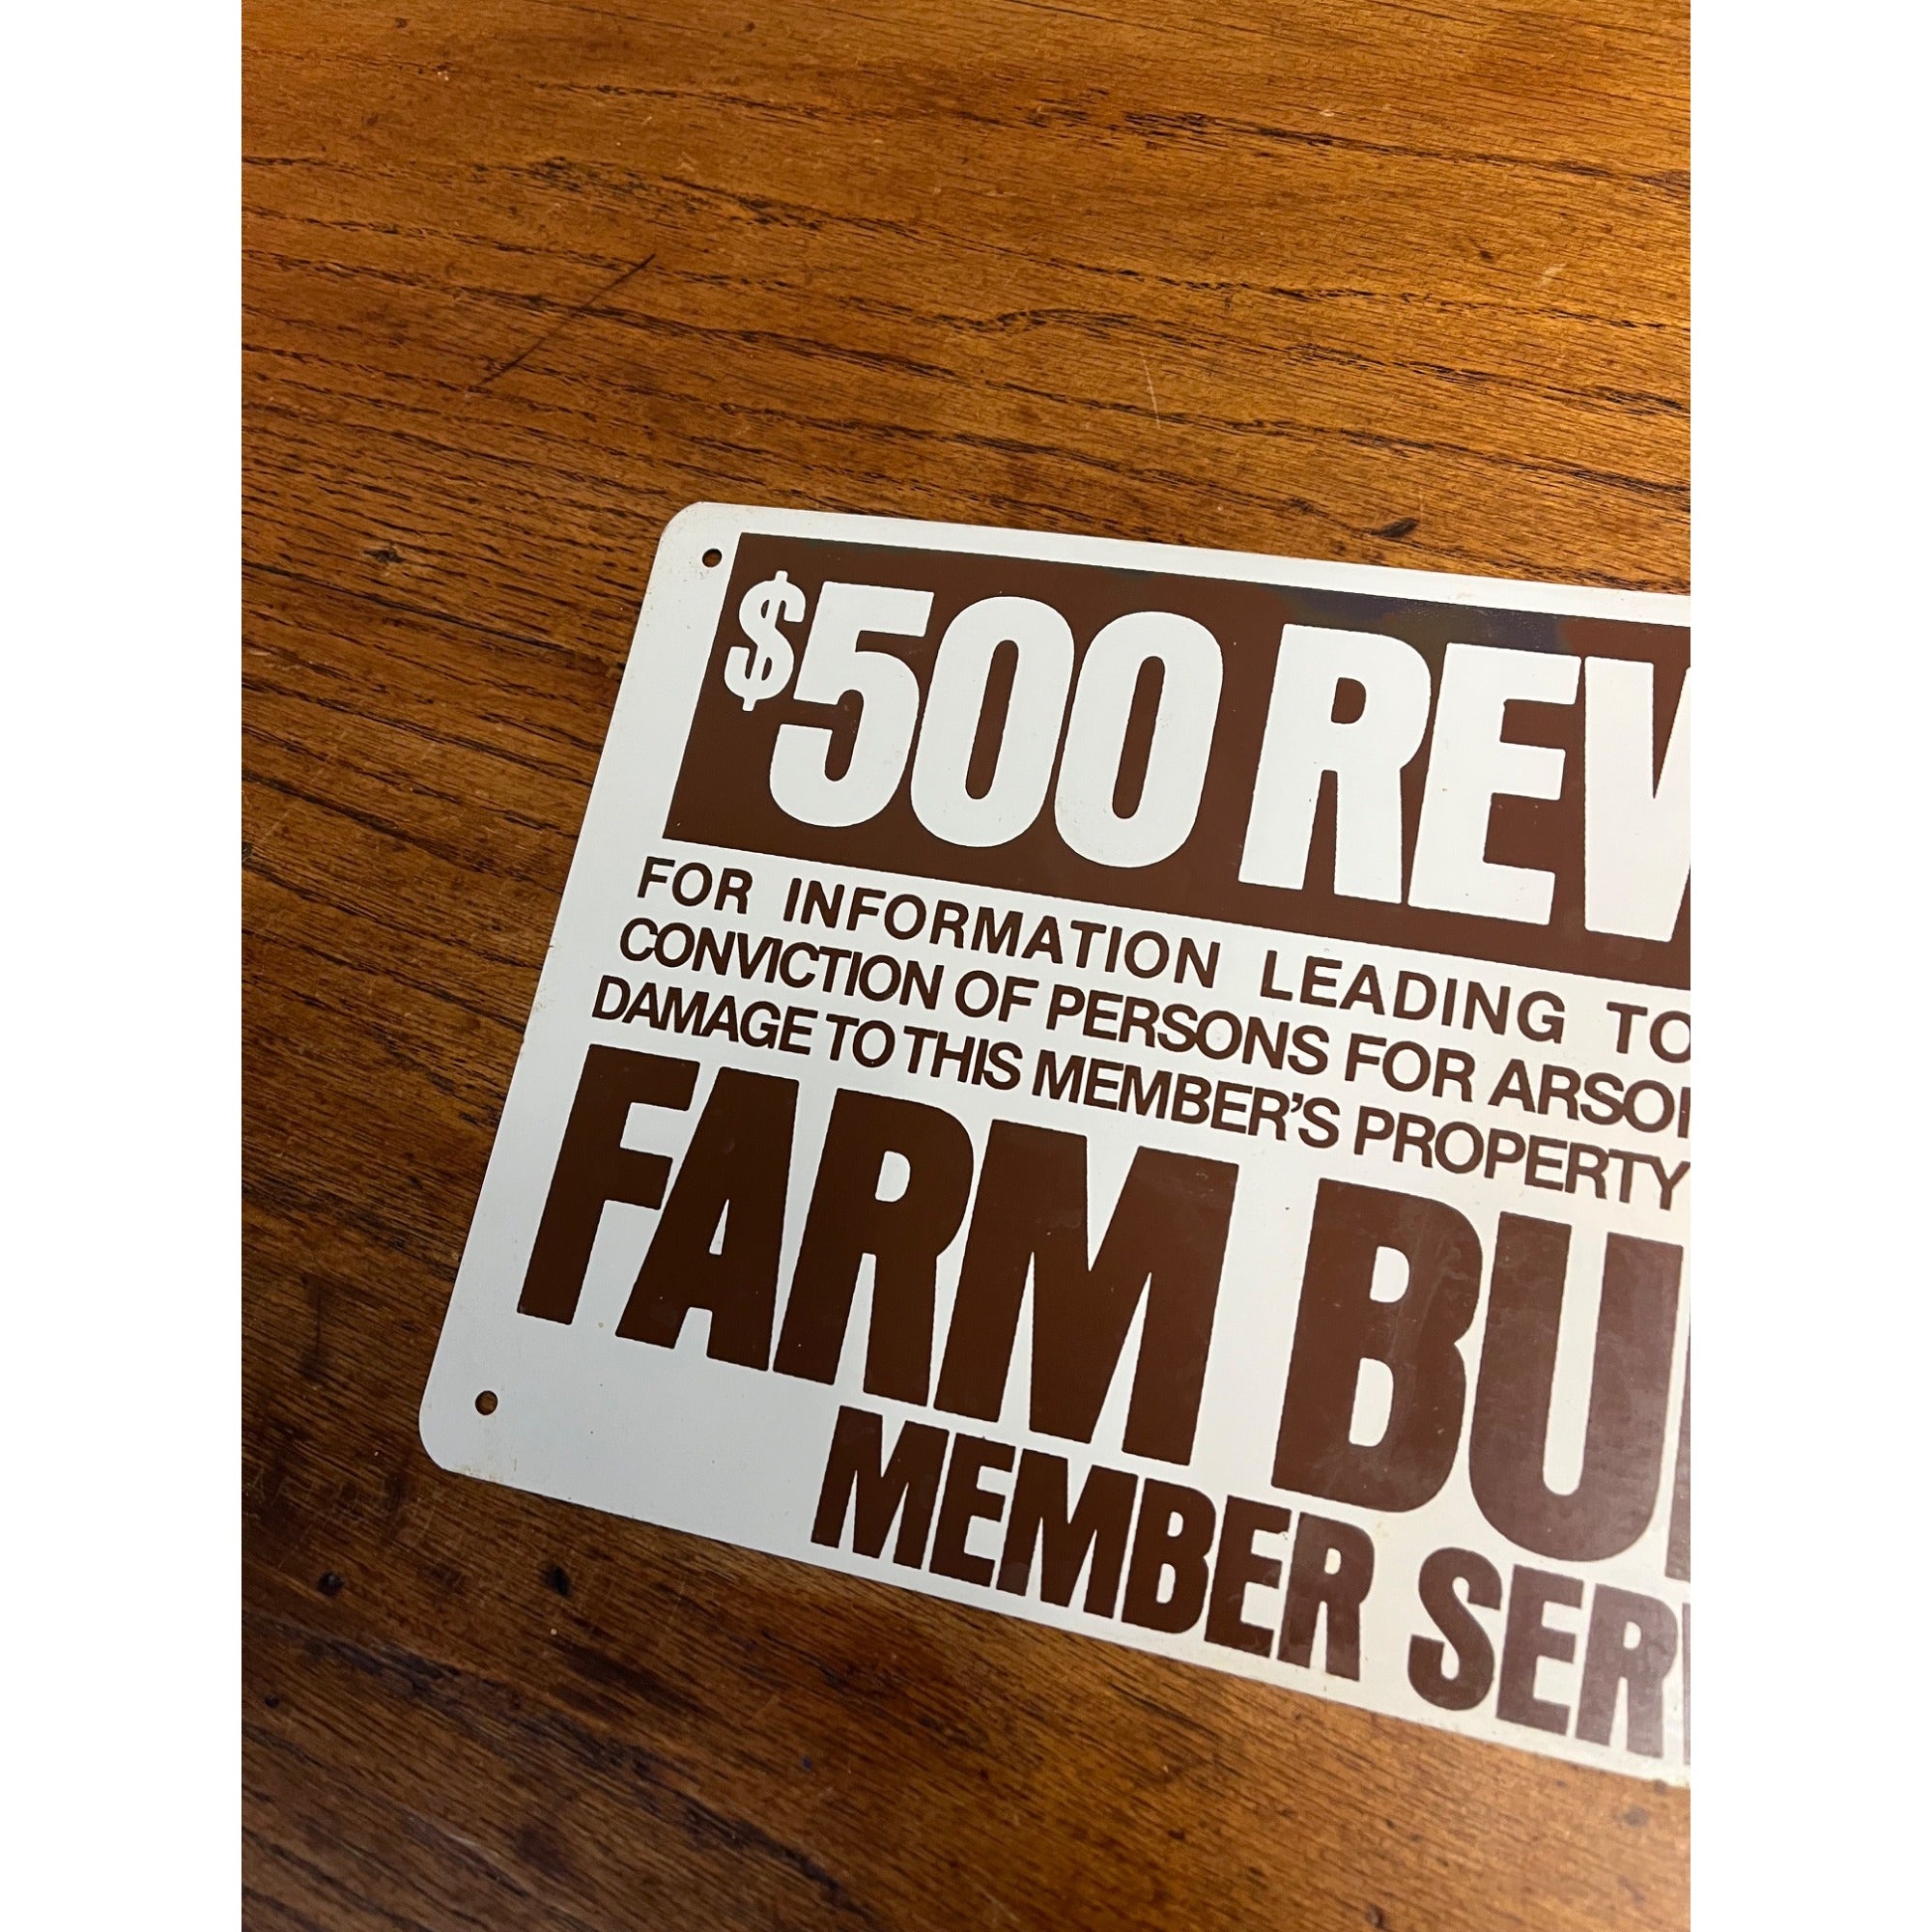 $500 REW
FOR INFORMATION LEADING TO
CONVICTION OF PERSONS FOR ARSO
DAMAGE TO THIS MEMBER'S PROPERTY
FARM BU
MEMBER SER